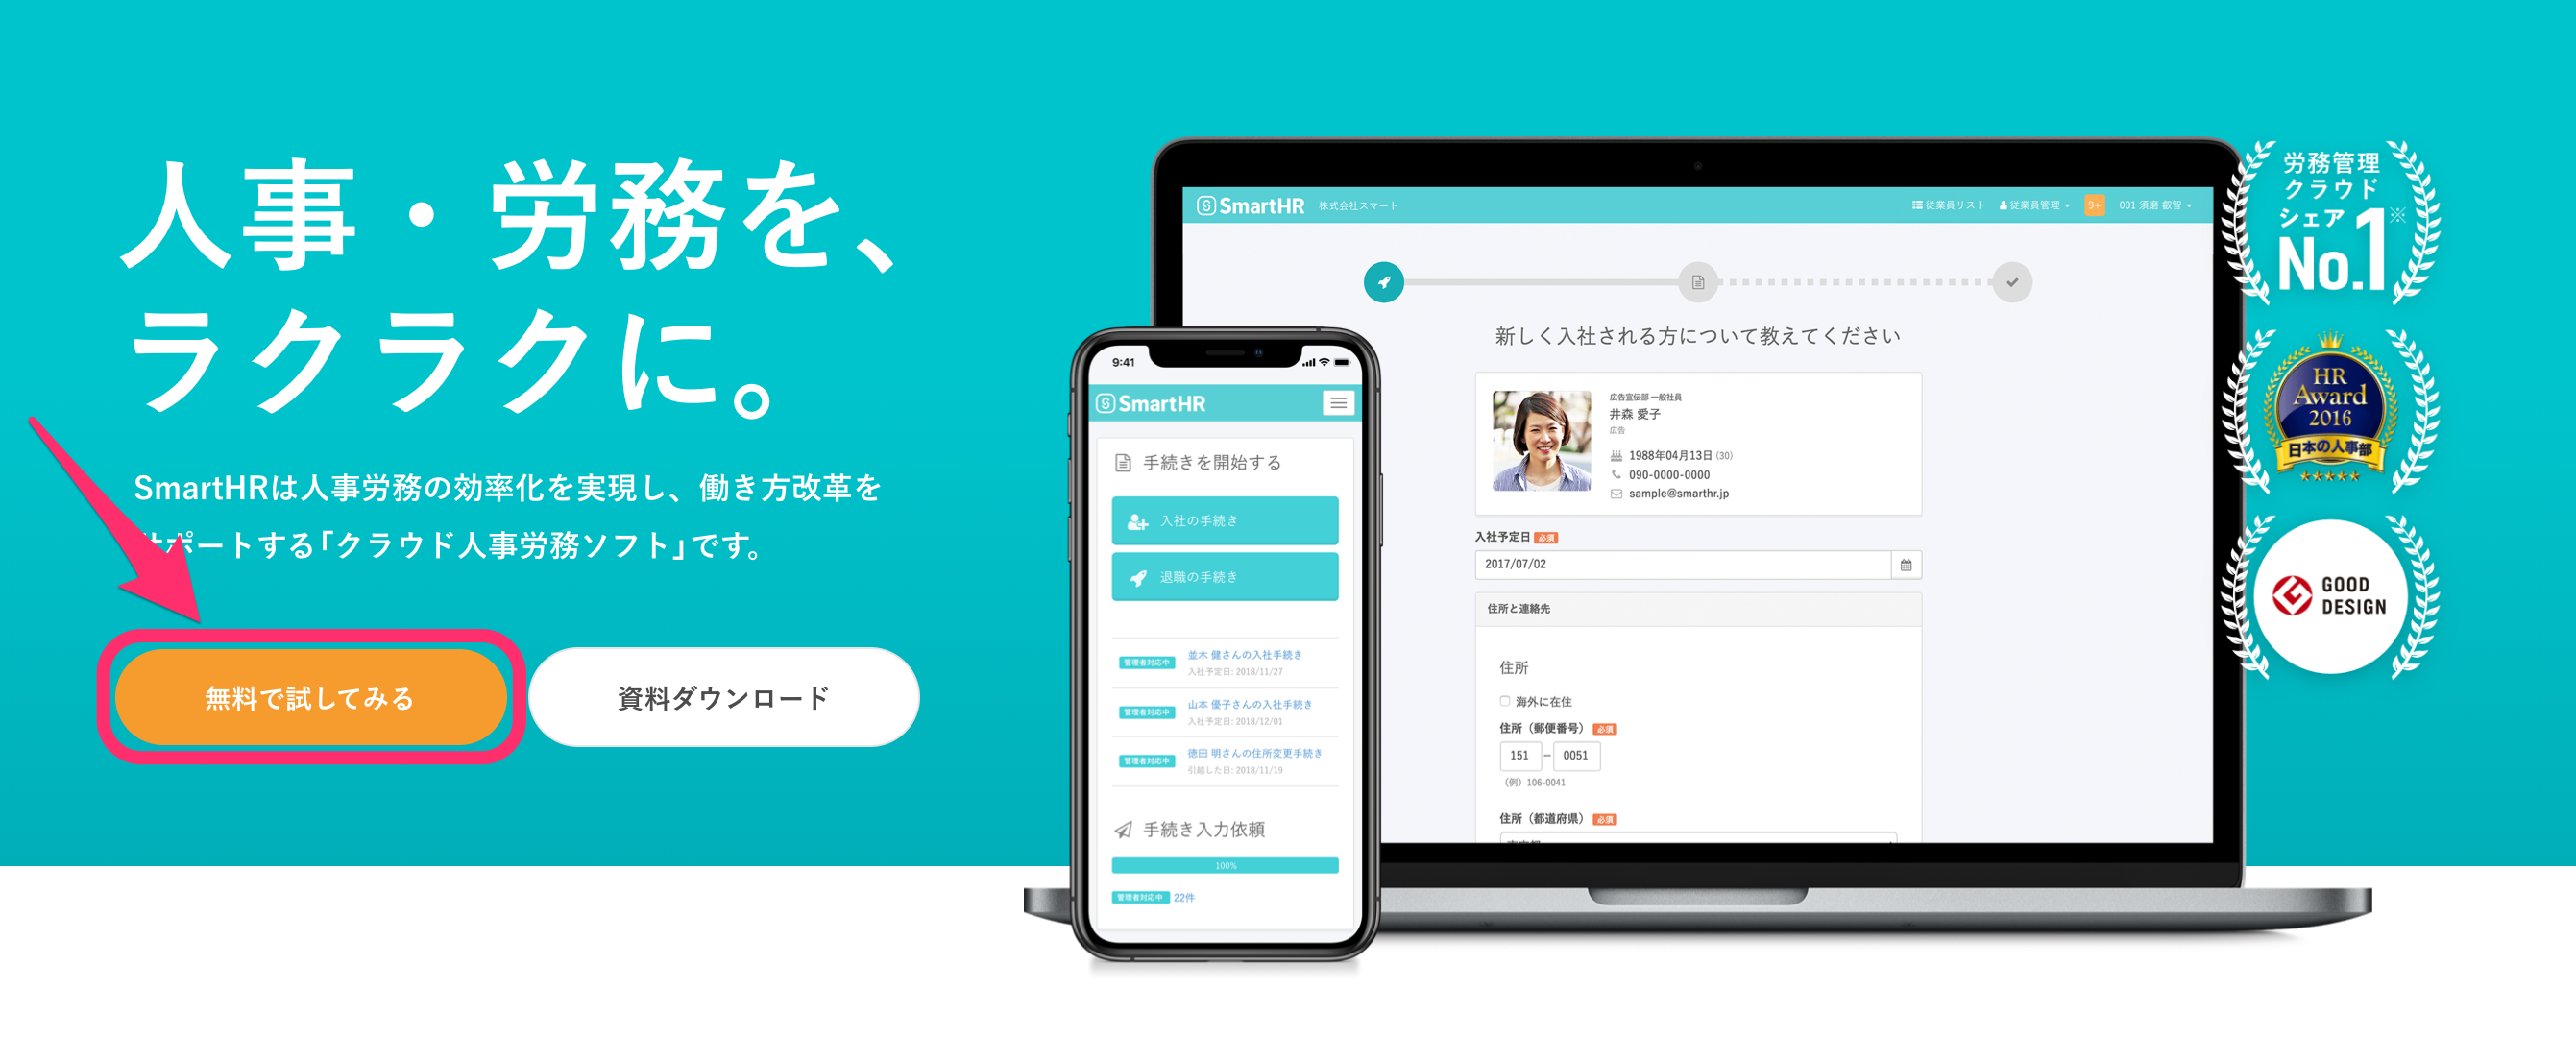 人事・労務を、
ラクラクに。
SmartHRは人事労務の効率化を実現し、働き方改革を
サポートする「クラウド人事労務ソフト」です。
無料で試してみる
資料ダウンロード
9:41
SmartHR
手続きを開始する
入社の手続き
退職の手続き
管理者対応中
並木 健さんの入社手続き
入社予定日: 2018/11/27
管理者対応中
山本 優子さんの入社手続き
入社予定日: 2018/12/01
管理者対応中
徳田 明さんの住所変更手続き
引越した日: 2018/11/19
手続き入力依頼
100%
管理者対応中 22件
SmartHR 株式会社スマート
従業員リスト 従業員管理 9+ 001 須磨 叡智
新しく入社される方について教えてください
広告宣伝部 一般社員
井森 愛子
広告
1988年04月13日 (30)
090-0000-0000
sample@smarthr.jp
入社予定日 必須
2017/07/02
住所と連絡先
住所
海外に在住
住所（郵便番号） 必須
151 – 0051
（例）106-0041
住所（都道府県） 必須
労務管理
クラウド
シェア
No.1※
HR
Award
2016
日本の人事部
GOOD
DESIGN